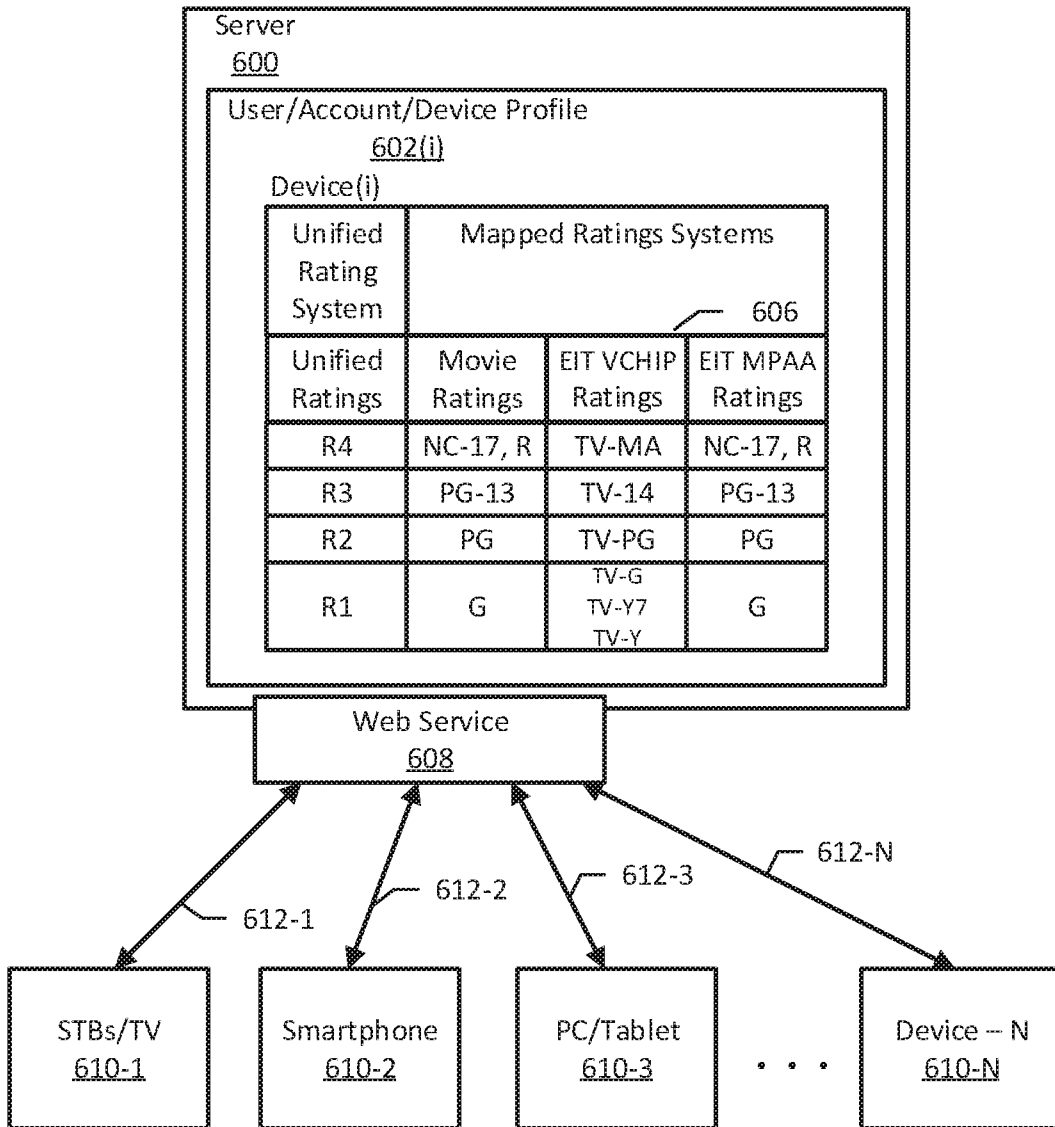 Server
600
User/Account/Device Profile
602(i)
Device(i)
Unified
Rating
System
Mapped Ratings Systems
606
Unified
Ratings
Movie
Ratings
EIT VCHIP
Ratings
EIT MPAA
Ratings
R4
NC-17, R
TV-MA
NC-17, R
R3
PG-13
TV-14
PG-13
R2
PG
TV-PG
PG
R1
G
TV-G
TV-Y7
TV-Y
G
Web Service
608
612-1
612-2
612-3
612-N
STBs/TV
610-1
Smartphone
610-2
PC/Tablet
610-3
. . .
Device – N
610-N